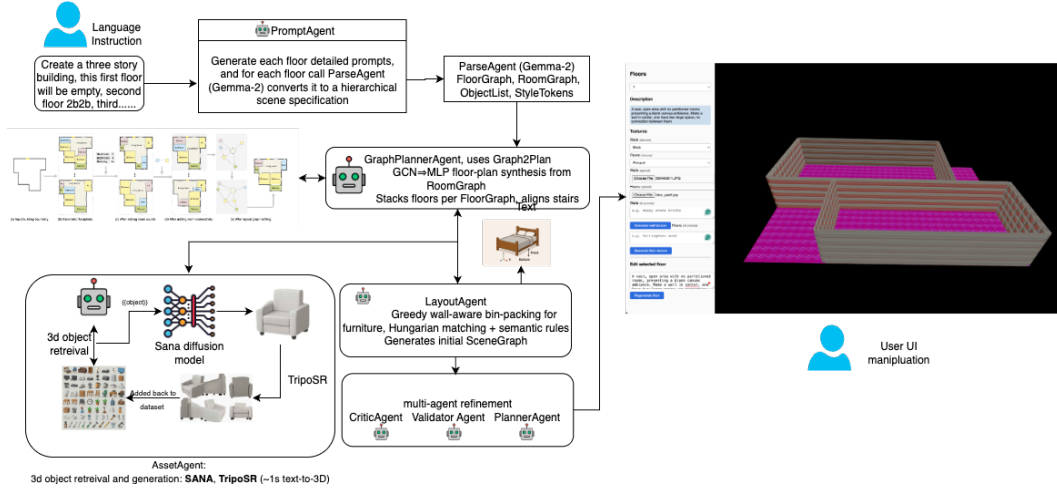 Language
Instruction
Create a three story
building, this first floor
will be empty, second
floor 2b2b, third......
PromptAgent
Generate each floor detailed prompts,
and for each floor call ParseAgent
(Gemma-2) converts it to a hierarchical
scene specification
ParseAgent (Gemma-2)
FloorGraph, RoomGraph,
ObjectList, StyleTokens
GraphPlannerAgent, uses Graph2Plan
GCN⇒MLP floor-plan synthesis from
RoomGraph
Stacks floors per FloorGraph, aligns stairs
Text
LayoutAgent
Greedy wall-aware bin-packing for
furniture, Hungarian matching + semantic rules
Generates initial SceneGraph
multi-agent refinement
CriticAgent Validator Agent PlannerAgent
{{object}}
3d object
retreival
Sana diffusion
model
TripoSR
Added back to
dataset
AssetAgent:
3d object retreival and generation: SANA, TripoSR (~1s text-to-3D)
Floors
Description
Textures
Edit selected floor
Regenerate floor
User UI
manipluation